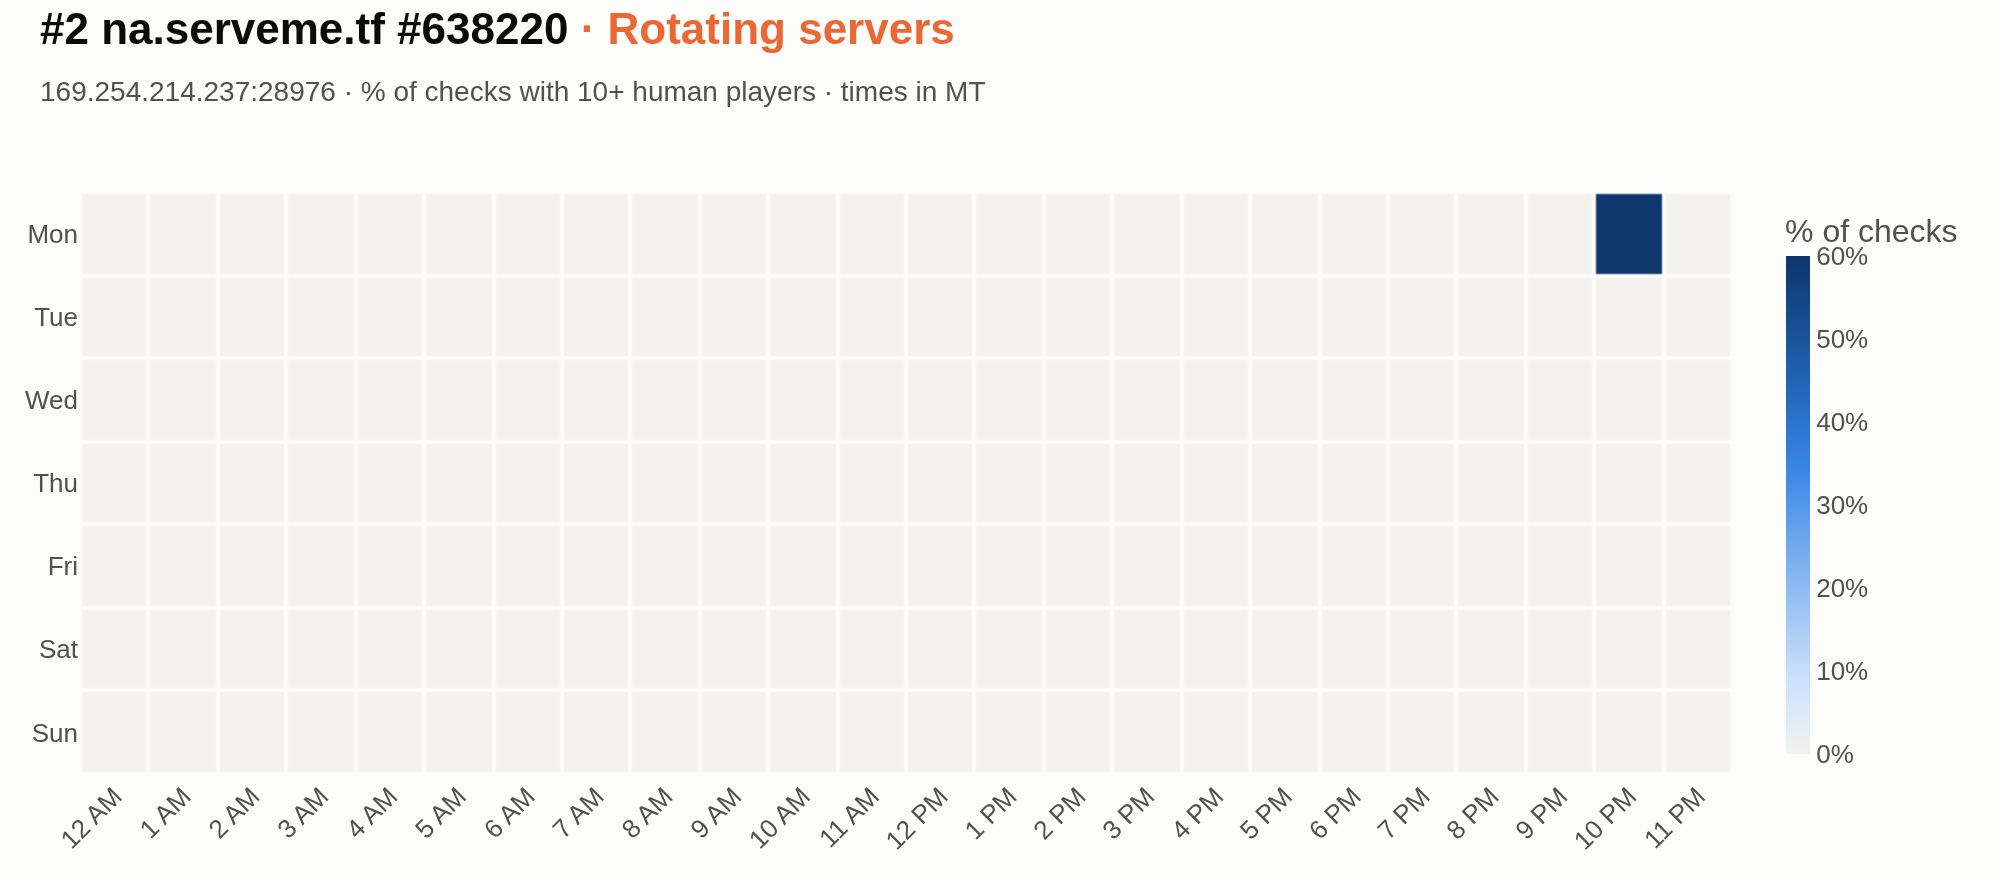 #2 na.serveme.tf #638220 · Rotating servers
169.254.214.237:28976 · % of checks with 10+ human players · times in MT
% of checks
60%
50%
40%
30%
20%
10%
0%
Mon
Tue
Wed
Thu
Fri
Sat
Sun
12 AM
1 AM
2 AM
3 AM
4 AM
5 AM
6 AM
7 AM
8 AM
9 AM
10 AM
11 AM
12 PM
1 PM
2 PM
3 PM
4 PM
5 PM
6 PM
7 PM
8 PM
9 PM
10 PM
11 PM